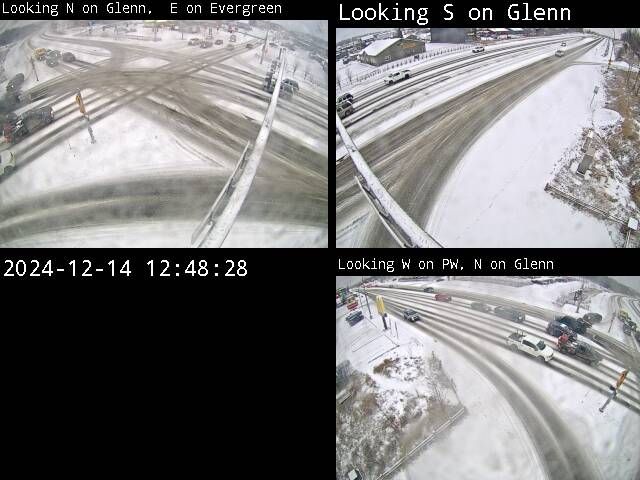 Looking N on Glenn,  E on Evergreen
Looking S on Glenn
2024-12-14 12:48:28
Looking W on PW, N on Glenn